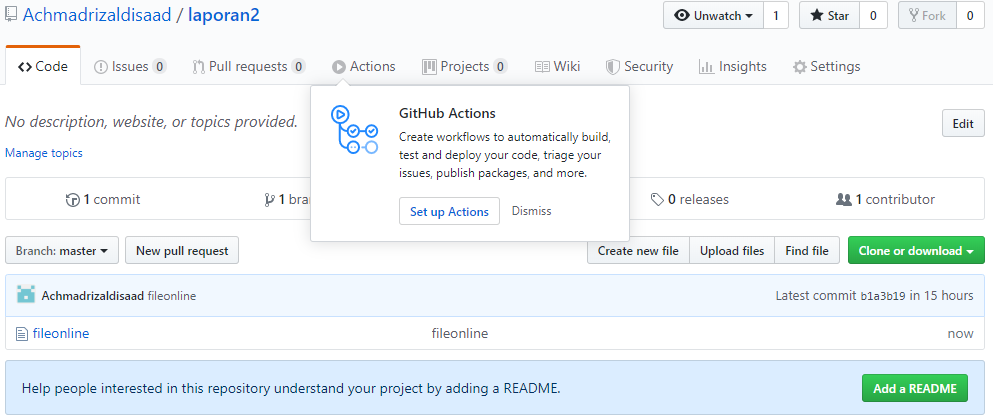 Achmadrizaldisaad / laporan2
Unwatch 1 Star 0 Fork 0
Code Issues 0 Pull requests 0 Actions Projects 0 Wiki Security Insights Settings
GitHub Actions
Create workflows to automatically build,
test and deploy your code, triage your
issues, publish packages, and more.
Set up Actions Dismiss
No description, website, or topics provided.
Edit
Manage topics
1 commit 1 bra 0 releases 1 contributor
Branch: master New pull request Create new file Upload files Find file Clone or download
Achmadrizaldisaad fileonline Latest commit b1a3b19 in 15 hours
fileonline fileonline now
Help people interested in this repository understand your project by adding a README. Add a README